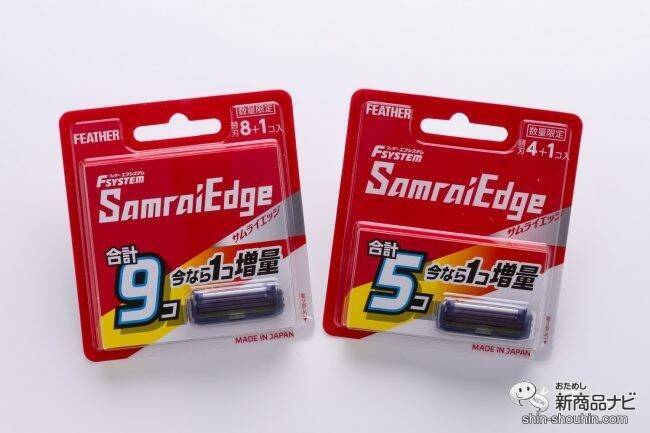 FEATHER
数量限定
替刃 8+1コ入
フェザー エフシステム
FSYSTEM
SamraiEdge
サムライエッジ
合計
9コ
今なら1コ増量
MADE IN JAPAN
FEATHER
数量限定
替刃 4+1コ入
フェザー エフシステム
FSYSTEM
SamraiEdge
サムライエッジ
合計
5コ
今なら1コ増量
MADE IN JAPAN
NEW
おためし
新商品ナビ
shin-shouhin.com